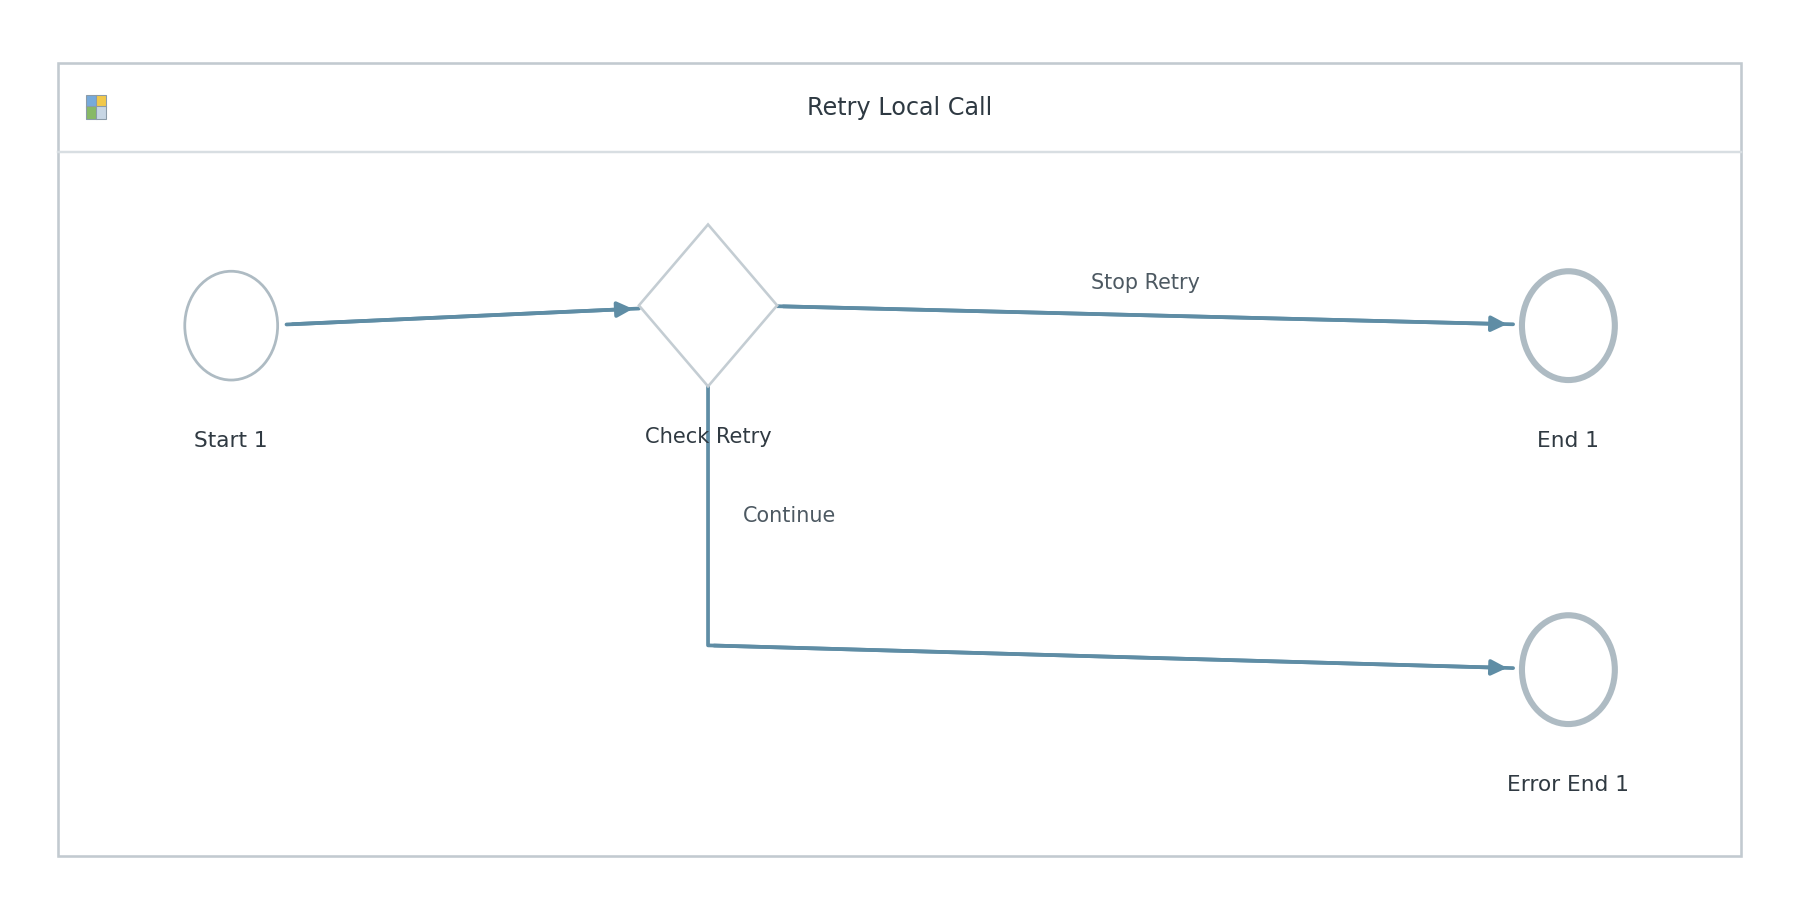 Retry Local Call
Stop Retry
Start 1
Check Retry
End 1
Continue
Error End 1